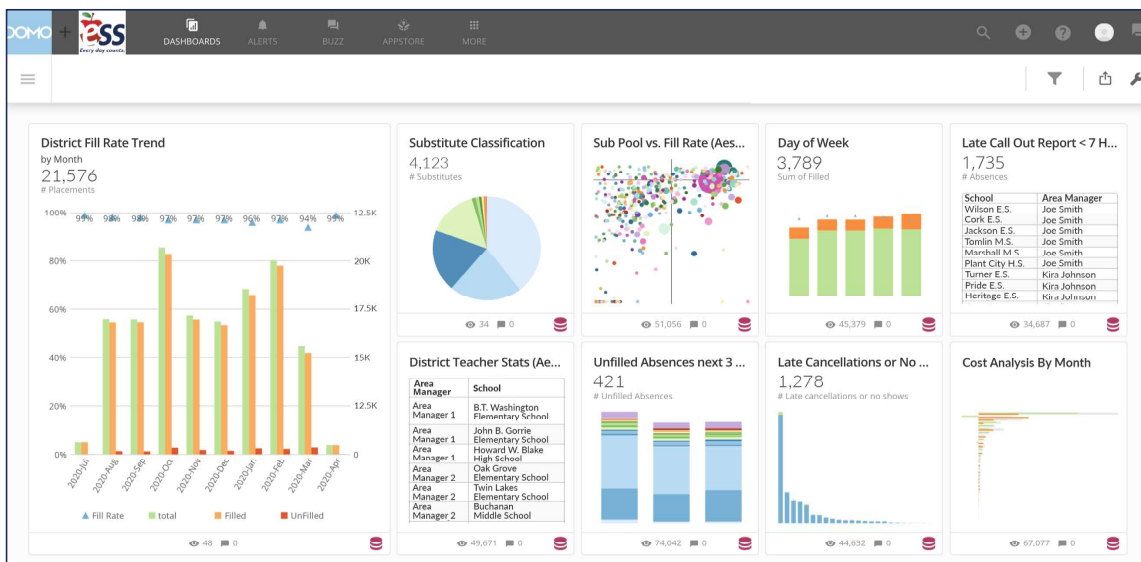 DOMO
+
ess
Every day counts.
DASHBOARDS
ALERTS
BUZZ
APPSTORE
MORE
District Fill Rate Trend
by Month
21,576
# Placements
100%
80%
60%
40%
20%
0%
99%
98%
98%
97%
97%
97%
96%
97%
94%
99%
12.5K
20K
17.5K
15K
12.5K
0
2020-Jul
2020-Aug
2020-Sep
2020-Oct
2020-Nov
2020-Dec
2020-Jan
2020-Feb
2020-Mar
2020-Apr
Fill Rate
total
Filled
UnFilled
48
0
Substitute Classification
4,123
# Substitutes
34
0
Sub Pool vs. Fill Rate (Aes...
51,056
0
Day of Week
3,789
Sum of Filled
45,379
0
Late Call Out Report < 7 H...
1,735
# Absences
School Area Manager
Wilson E.S. Joe Smith
Cork E.S. Joe Smith
Jackson E.S. Joe Smith
Tomlin M.S. Joe Smith
Marshall M.S. Joe Smith
Plant City H.S. Joe Smith
Turner E.S. Kira Johnson
Pride E.S. Kira Johnson
Heritage E.S. Kira Johnson
34,687
0
District Teacher Stats (Ae...
Area
Manager
School
Area
Manager 1
B.T. Washington
Elementary School
Area
Manager 1
John B. Gorrie
Elementary School
Area
Manager 1
Howard W. Blake
High School
Area
Manager 2
Oak Grove
Elementary School
Area
Manager 2
Twin Lakes
Elementary School
Area
Manager 2
Buchanan
Middle School
49,671
0
Unfilled Absences next 3 ...
421
# Unfilled Absences
74,042
0
Late Cancellations or No ...
1,278
# Late cancellations or no shows
44,632
0
Cost Analysis By Month
67,077
0